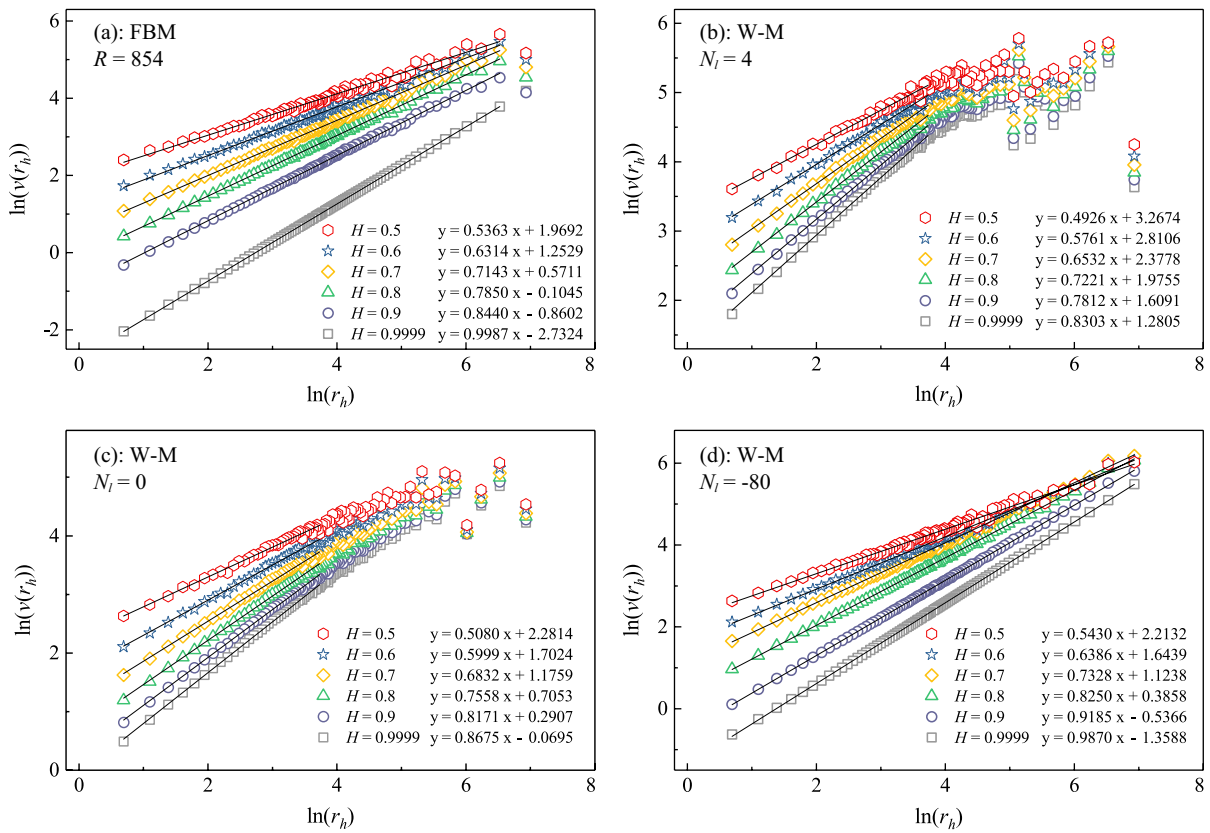 (a): FBM
R = 854
6
4
2
0
-2
ln(v(r_h))
H = 0.5 y = 0.5363 x + 1.9692
H = 0.6 y = 0.6314 x + 1.2529
H = 0.7 y = 0.7143 x + 0.5711
H = 0.8 y = 0.7850 x - 0.1045
H = 0.9 y = 0.8440 x - 0.8602
H = 0.9999 y = 0.9987 x - 2.7324
0 2 4 6 8
ln(r_h)
(b): W-M
N_l = 4
6
5
4
3
2
ln(v(r_h))
H = 0.5 y = 0.4926 x + 3.2674
H = 0.6 y = 0.5761 x + 2.8106
H = 0.7 y = 0.6532 x + 2.3778
H = 0.8 y = 0.7221 x + 1.9755
H = 0.9 y = 0.7812 x + 1.6091
H = 0.9999 y = 0.8303 x + 1.2805
0 2 4 6 8
ln(r_h)
(c): W-M
N_l = 0
4
2
0
ln(v(r_h))
H = 0.5 y = 0.5080 x + 2.2814
H = 0.6 y = 0.5999 x + 1.7024
H = 0.7 y = 0.6832 x + 1.1759
H = 0.8 y = 0.7558 x + 0.7053
H = 0.9 y = 0.8171 x + 0.2907
H = 0.9999 y = 0.8675 x - 0.0695
0 2 4 6 8
ln(r_h)
(d): W-M
N_l = -80
6
4
2
0
ln(v(r_h))
H = 0.5 y = 0.5430 x + 2.2132
H = 0.6 y = 0.6386 x + 1.6439
H = 0.7 y = 0.7328 x + 1.1238
H = 0.8 y = 0.8250 x + 0.3858
H = 0.9 y = 0.9185 x - 0.5366
H = 0.9999 y = 0.9870 x - 1.3588
0 2 4 6 8
ln(r_h)